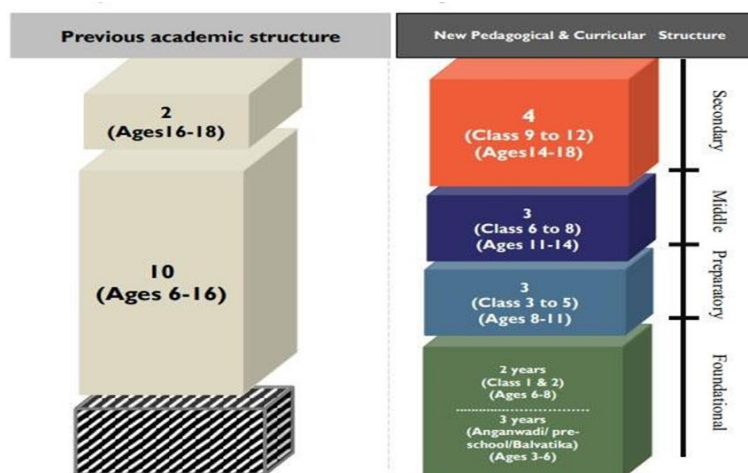 Previous academic structure
2
(Ages16-18)
10
(Ages 6-16)
New Pedagogical & Curricular Structure
4
(Class 9 to 12)
(Ages14-18)
3
(Class 6 to 8)
(Ages 11-14)
3
(Class 3 to 5)
(Ages 8-11)
2 years
(Class 1 & 2)
(Ages 6-8)
3 years
(Anganwadi/ pre-
school/Balvatika)
(Ages 3-6)
Secondary
Middle
Preparatory
Foundational